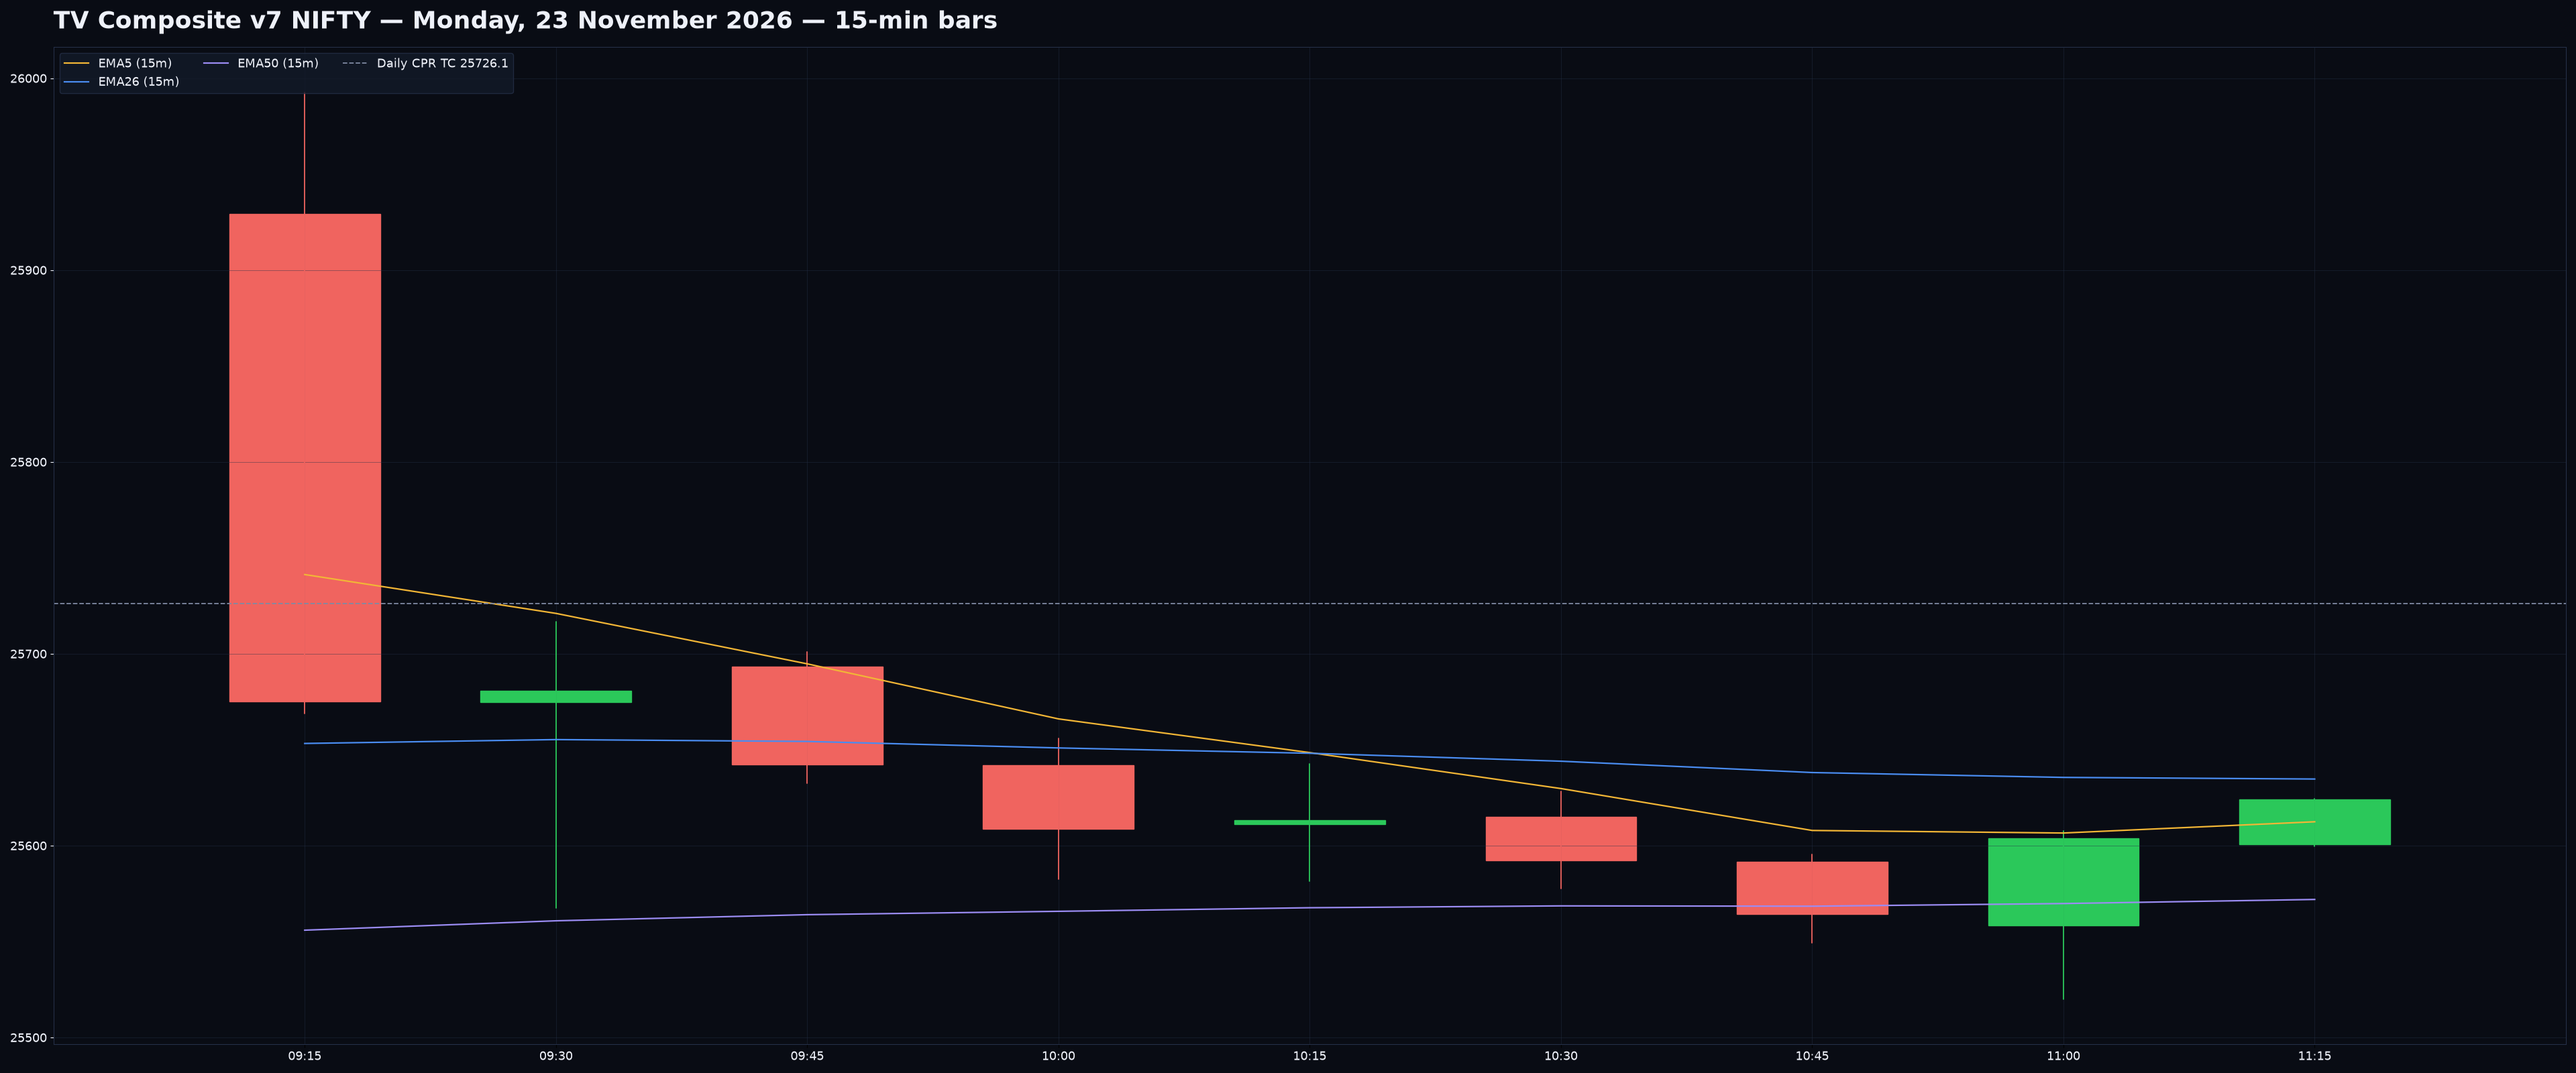 TV Composite v7 NIFTY — Monday, 23 November 2026 — 15-min bars
EMA5 (15m) EMA50 (15m) Daily CPR TC 25726.1
EMA26 (15m)
26000
25900
25800
25700
25600
25500
09:15 09:30 09:45 10:00 10:15 10:30 10:45 11:00 11:15